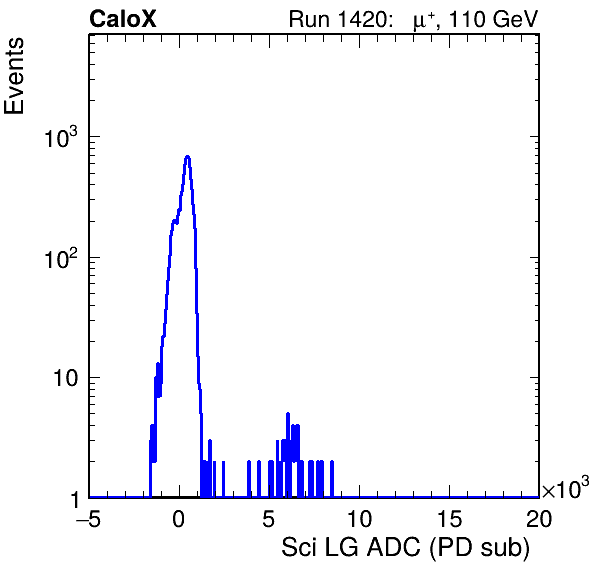 CaloX Run 1420: μ⁺, 110 GeV
Events
10³
10²
10
1
−5 0 5 10 15 20 ×10³
Sci LG ADC (PD sub)